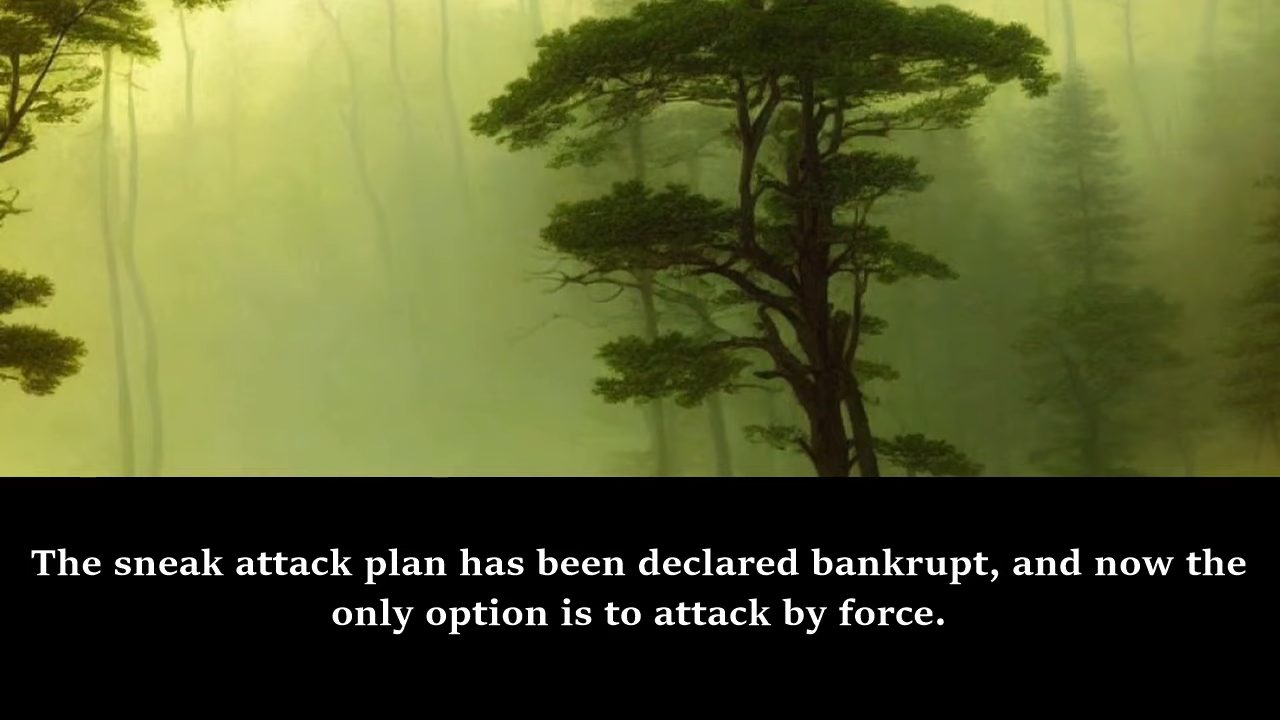 The sneak attack plan has been declared bankrupt, and now the
only option is to attack by force.